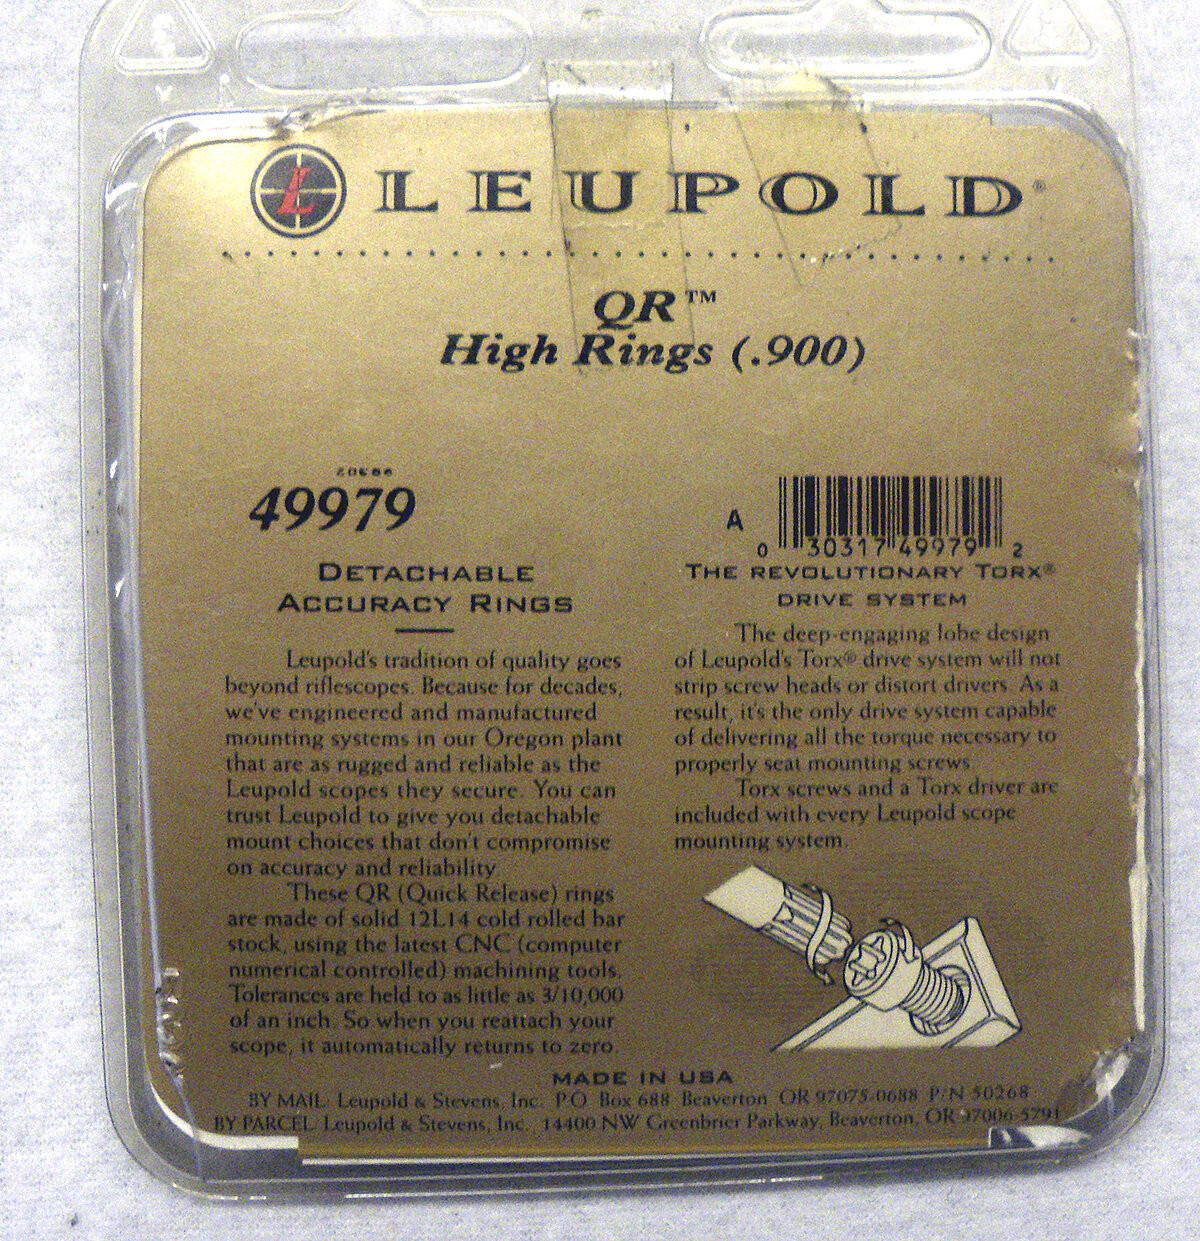 L LEUPOLD®
QR™
High Rings (.900)
49979
A
0 30317 49979 2
DETACHABLE
ACCURACY RINGS
Leupold's tradition of quality goes
beyond riflescopes. Because for decades,
we've engineered and manufactured
mounting systems in our Oregon plant
that are as rugged and reliable as the
Leupold scopes they secure. You can
trust Leupold to give you detachable
mount choices that don't compromise
on accuracy and reliability.
These QR (Quick Release) rings
are made of solid 12L14 cold rolled bar
stock, using the latest CNC (computer
numerical controlled) machining tools.
Tolerances are held to as little as 3/10,000
of an inch. So when you reattach your
scope, it automatically returns to zero.
THE REVOLUTIONARY TORX®
DRIVE SYSTEM
The deep-engaging lobe design
of Leupold's Torx® drive system will not
strip screw heads or distort drivers. As a
result, it's the only drive system capable
of delivering all the torque necessary to
properly seat mounting screws.
Torx screws and a Torx driver are
included with every Leupold scope
mounting system.
MADE IN USA
BY MAIL: Leupold & Stevens, Inc. P.O. Box 688 Beaverton OR 97075-0688 P/N 50268
BY PARCEL: Leupold & Stevens, Inc., 14400 NW Greenbrier Parkway, Beaverton, OR 97006-5791